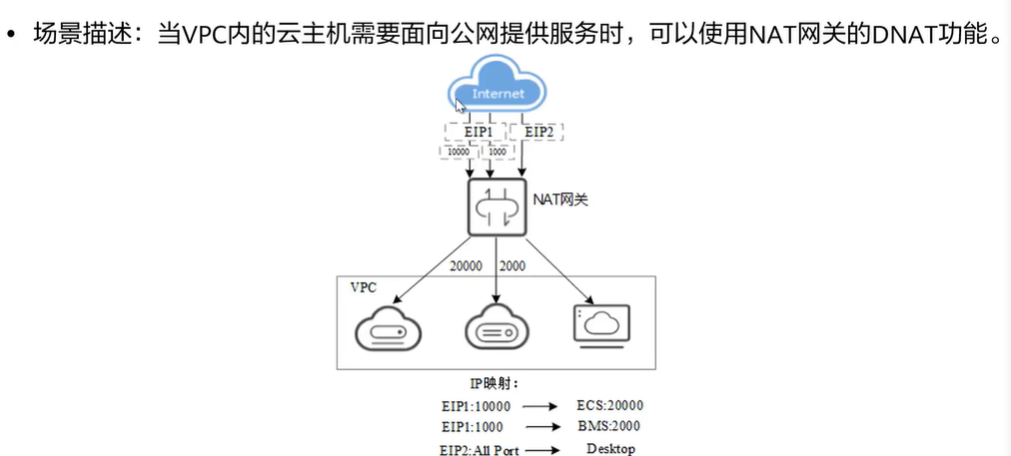 • 场景描述：当VPC内的云主机需要面向公网提供服务时，可以使用NAT网关的DNAT功能。
Internet
EIP1 EIP2
10000 1000
NAT网关
20000 2000
VPC
IP映射：
EIP1:10000 ECS:20000
EIP1:1000 BMS:2000
EIP2:All Port Desktop